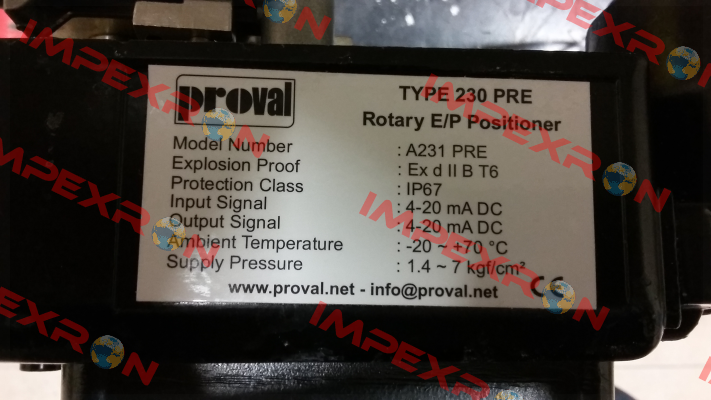 proval
TYPE 230 PRE
Rotary E/P Positioner
Model Number : A231 PRE
Explosion Proof : Ex d II B T6
Protection Class : IP67
Input Signal : 4-20 mA DC
Output Signal : 4-20 mA DC
Ambient Temperature : -20 ~ +70 °C
Supply Pressure : 1.4 ~ 7 kgf/cm²
www.proval.net - info@proval.net CE
IMPEXRON
IMPEXRON
IMPEXRON
IMPEXRON
IMPEXRON
IMPEXRON